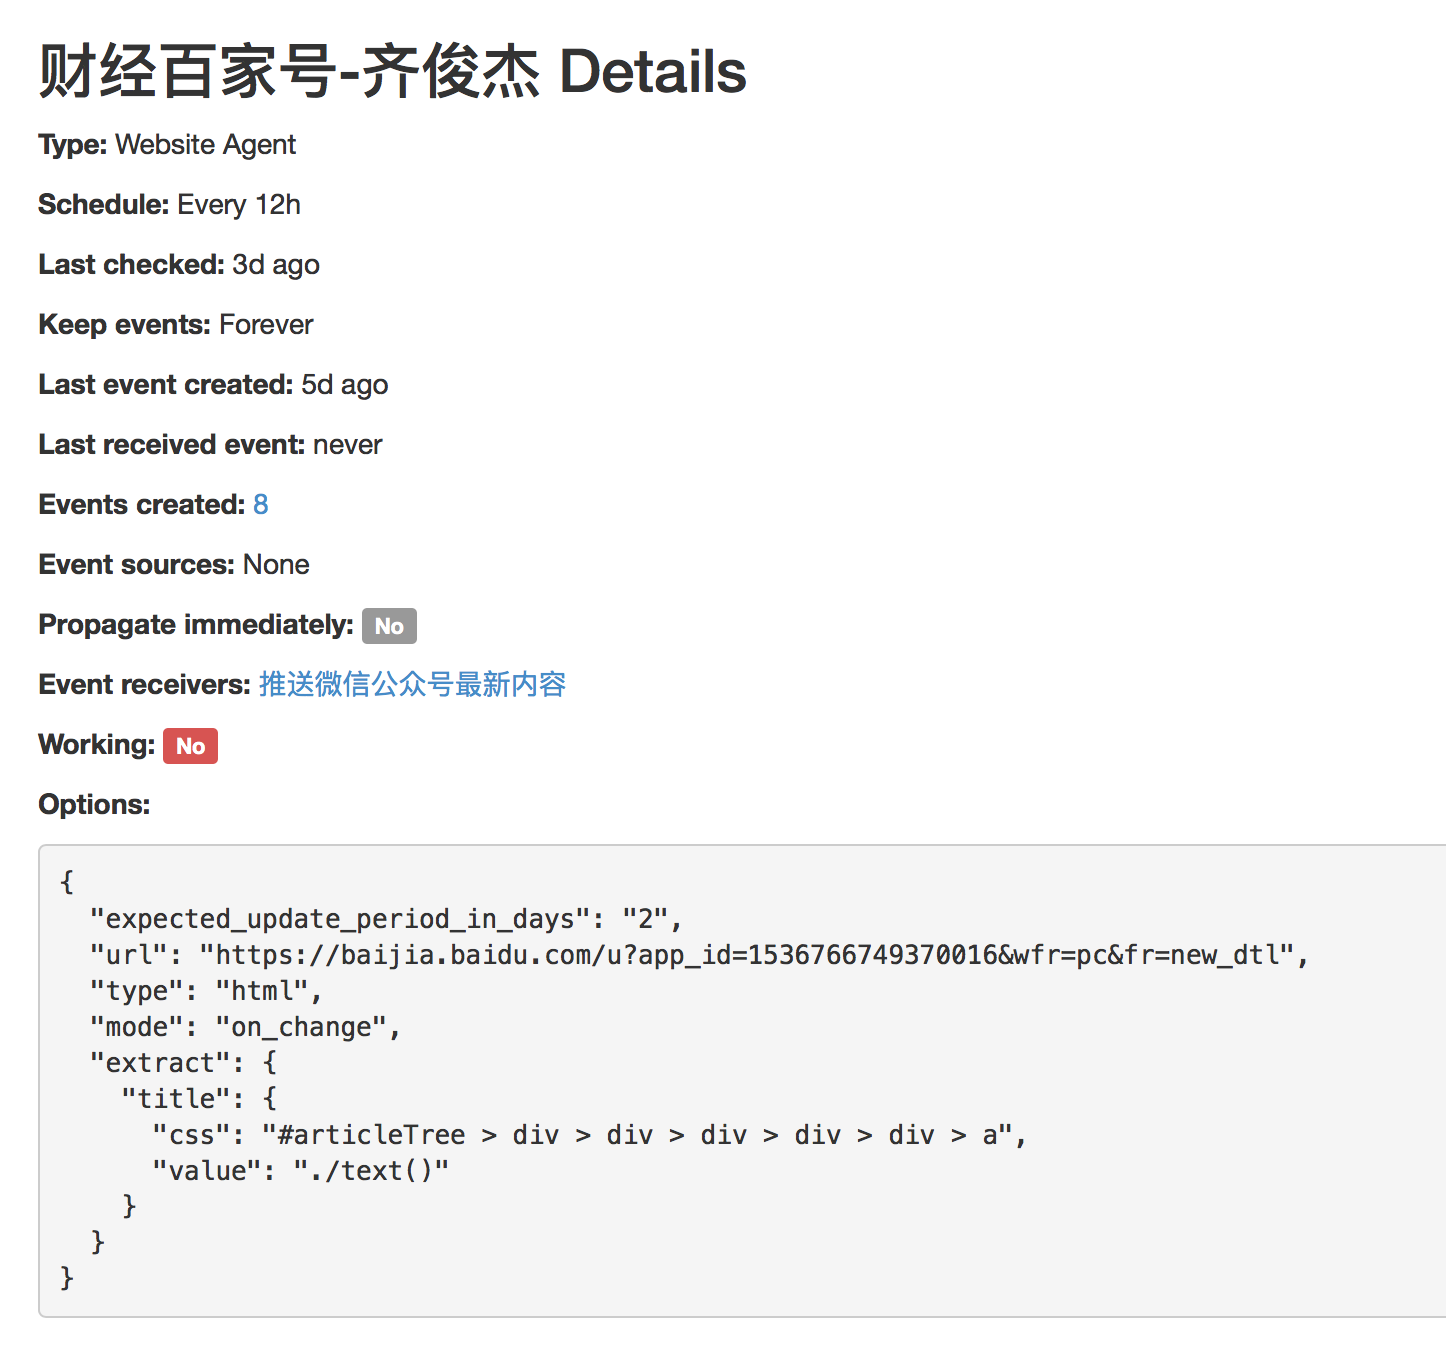 财经百家号-齐俊杰 Details
Type: Website Agent
Schedule: Every 12h
Last checked: 3d ago
Keep events: Forever
Last event created: 5d ago
Last received event: never
Events created: 8
Event sources: None
Propagate immediately: No
Event receivers: 推送微信公众号最新内容
Working: No
Options:
{
  "expected_update_period_in_days": "2",
  "url": "https://baijia.baidu.com/u?app_id=1536766749370016&wfr=pc&fr=new_dtl",
  "type": "html",
  "mode": "on_change",
  "extract": {
    "title": {
      "css": "#articleTree > div > div > div > div > div > a",
      "value": "./text()"
    }
  }
}